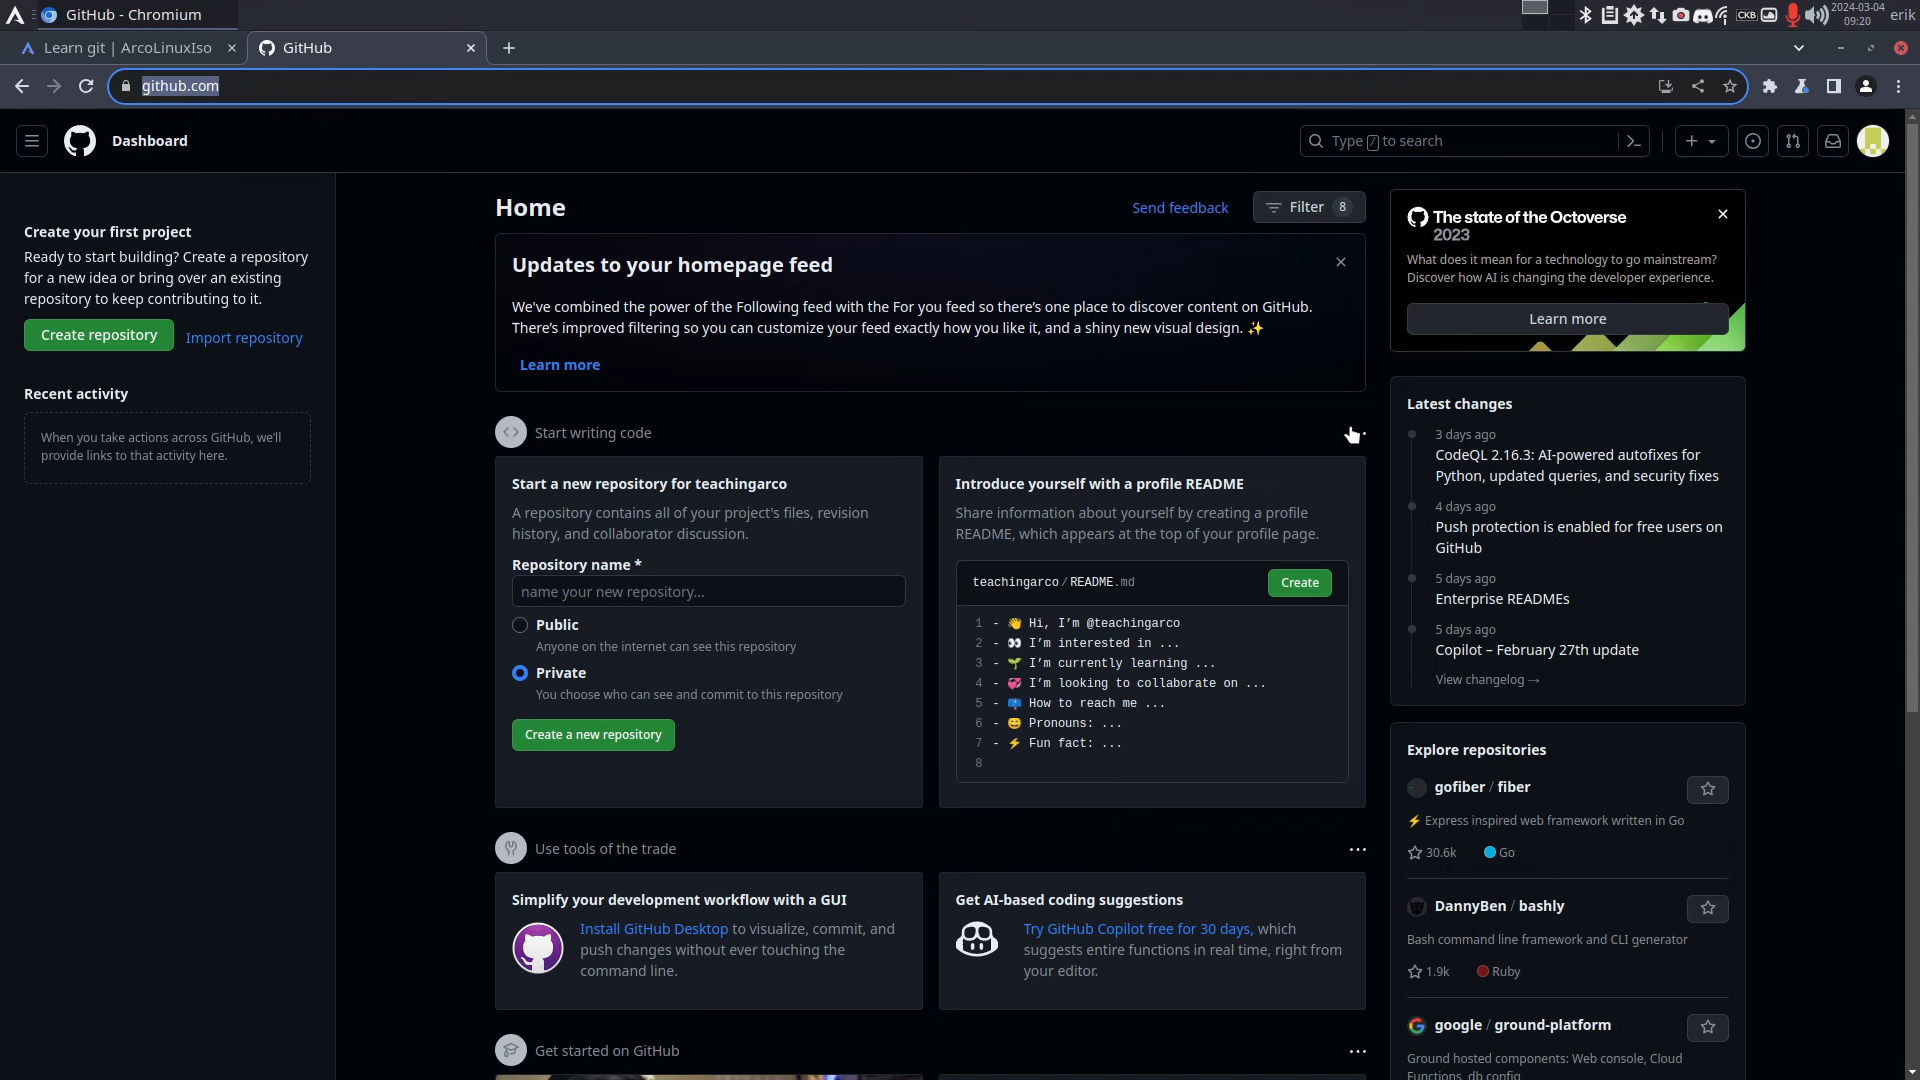 GitHub - Chromium
CKB
2024-03-04
09:20
erik
Learn git | ArcoLinuxIso
GitHub
github.com
Dashboard
Type / to search
Create your first project
Ready to start building? Create a repository
for a new idea or bring over an existing
repository to keep contributing to it.
Create repository
Import repository
Recent activity
When you take actions across GitHub, we’ll
provide links to that activity here.
Home
Send feedback
Filter 8
Updates to your homepage feed
We've combined the power of the Following feed with the For you feed so there’s one place to discover content on GitHub.
There’s improved filtering so you can customize your feed exactly how you like it, and a shiny new visual design. ✨
Learn more
Start writing code
Start a new repository for teachingarco
A repository contains all of your project's files, revision
history, and collaborator discussion.
Repository name *
name your new repository...
Public
Anyone on the internet can see this repository
Private
You choose who can see and commit to this repository
Create a new repository
Introduce yourself with a profile README
Share information about yourself by creating a profile
README, which appears at the top of your profile page.
teachingarco / README.md
Create
1 - 👋 Hi, I’m @teachingarco
2 - 👀 I’m interested in ...
3 - 🌱 I’m currently learning ...
4 - 💞️ I’m looking to collaborate on ...
5 - 📫 How to reach me ...
6 - 😄 Pronouns: ...
7 - ⚡ Fun fact: ...
8
Use tools of the trade
Simplify your development workflow with a GUI
Install GitHub Desktop to visualize, commit, and
push changes without ever touching the
command line.
Get AI-based coding suggestions
Try GitHub Copilot free for 30 days, which
suggests entire functions in real time, right from
your editor.
Get started on GitHub
The state of the Octoverse
2023
What does it mean for a technology to go mainstream?
Discover how AI is changing the developer experience.
Learn more
Latest changes
3 days ago
CodeQL 2.16.3: AI-powered autofixes for
Python, updated queries, and security fixes
4 days ago
Push protection is enabled for free users on
GitHub
5 days ago
Enterprise READMEs
5 days ago
Copilot – February 27th update
View changelog →
Explore repositories
gofiber / fiber
⚡ Express inspired web framework written in Go
30.6k Go
DannyBen / bashly
Bash command line framework and CLI generator
1.9k Ruby
google / ground-platform
Ground hosted components: Web console, Cloud
Functions, db config